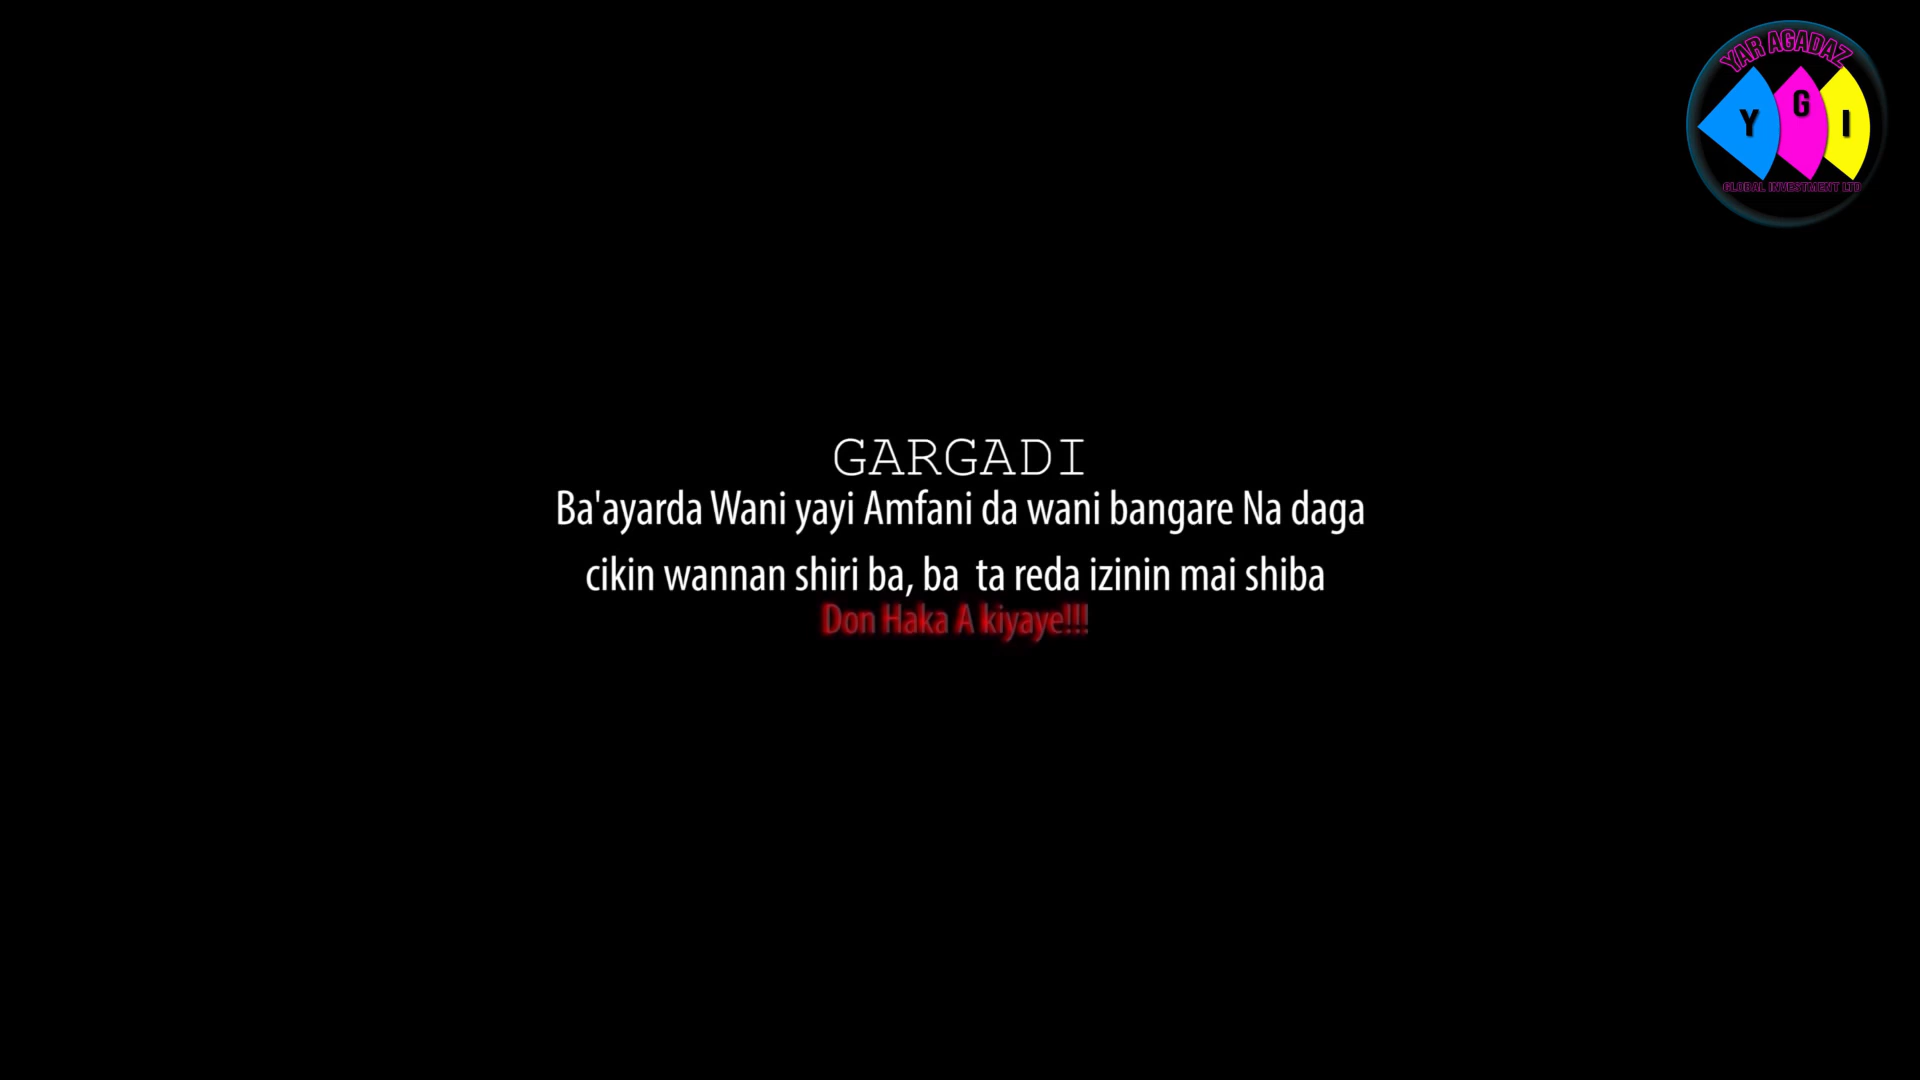 YAR AGADAZ
Y G I
GLOBAL INVESTMENT LTD
GARGADI
Ba'ayarda Wani yayi Amfani da wani bangare Na daga
cikin wannan shiri ba, ba ta reda izinin mai shiba
Don Haka A kiyaye!!!